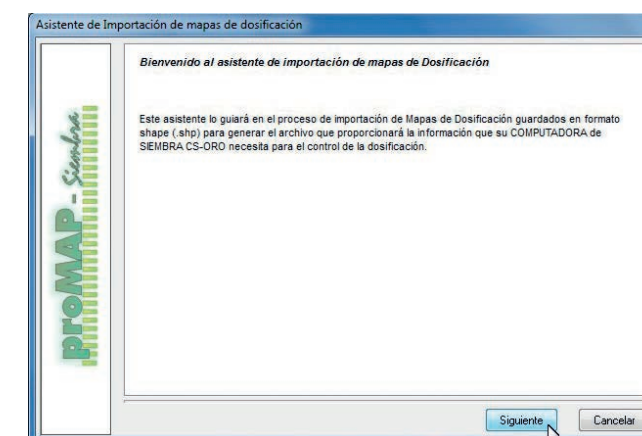 Asistente de Importación de mapas de dosificación
Bienvenido al asistente de importación de mapas de Dosificación
Este asistente lo guiará en el proceso de importación de Mapas de Dosificación guardados en formato
shape (.shp) para generar el archivo que proporcionará la información que su COMPUTADORA de
SIEMBRA CS-ORO necesita para el control de la dosificación.
proMAP - Siembra
Siguiente
Cancelar